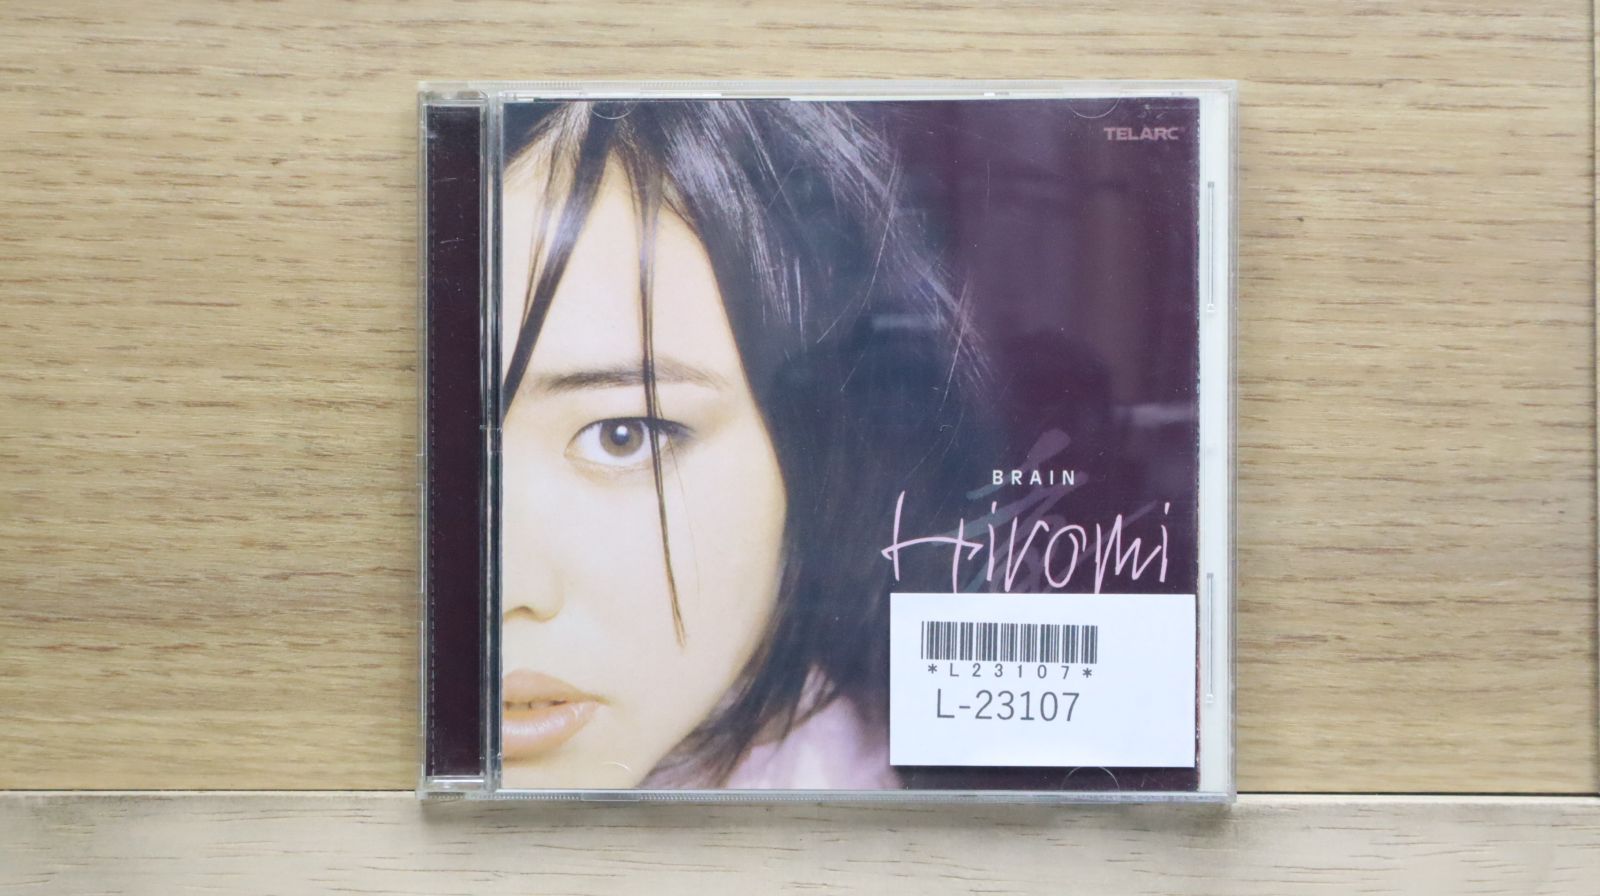 TELARC
BRAIN
Hiromi
*L23107*
L-23107